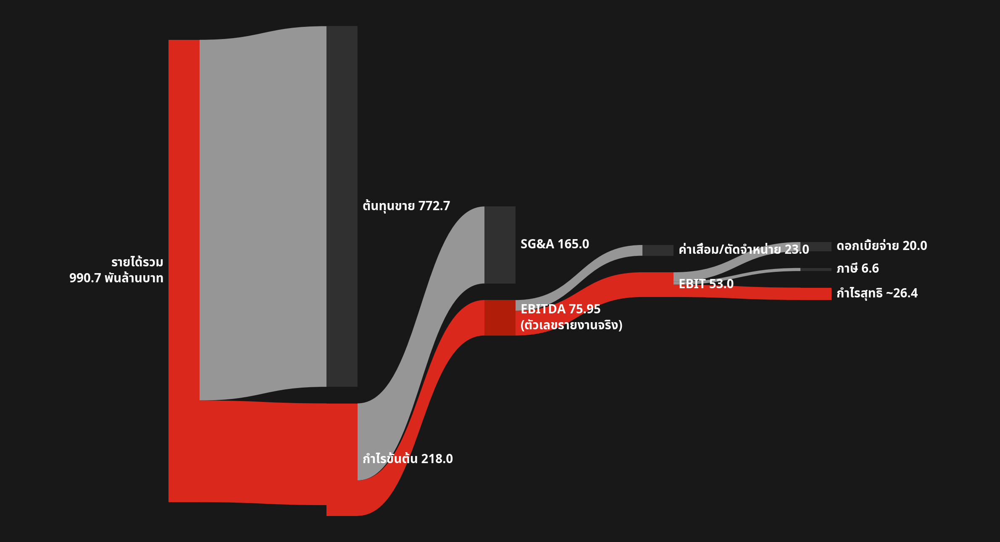 รายได้รวม
990.7 พันล้านบาท
ต้นทุนขาย 772.7
กำไรขั้นต้น 218.0
SG&A 165.0
EBITDA 75.95
(ตัวเลขรายงานจริง)
ค่าเสื่อม/ตัดจำหน่าย 23.0
EBIT 53.0
ดอกเบี้ยจ่าย 20.0
ภาษี 6.6
กำไรสุทธิ ~26.4